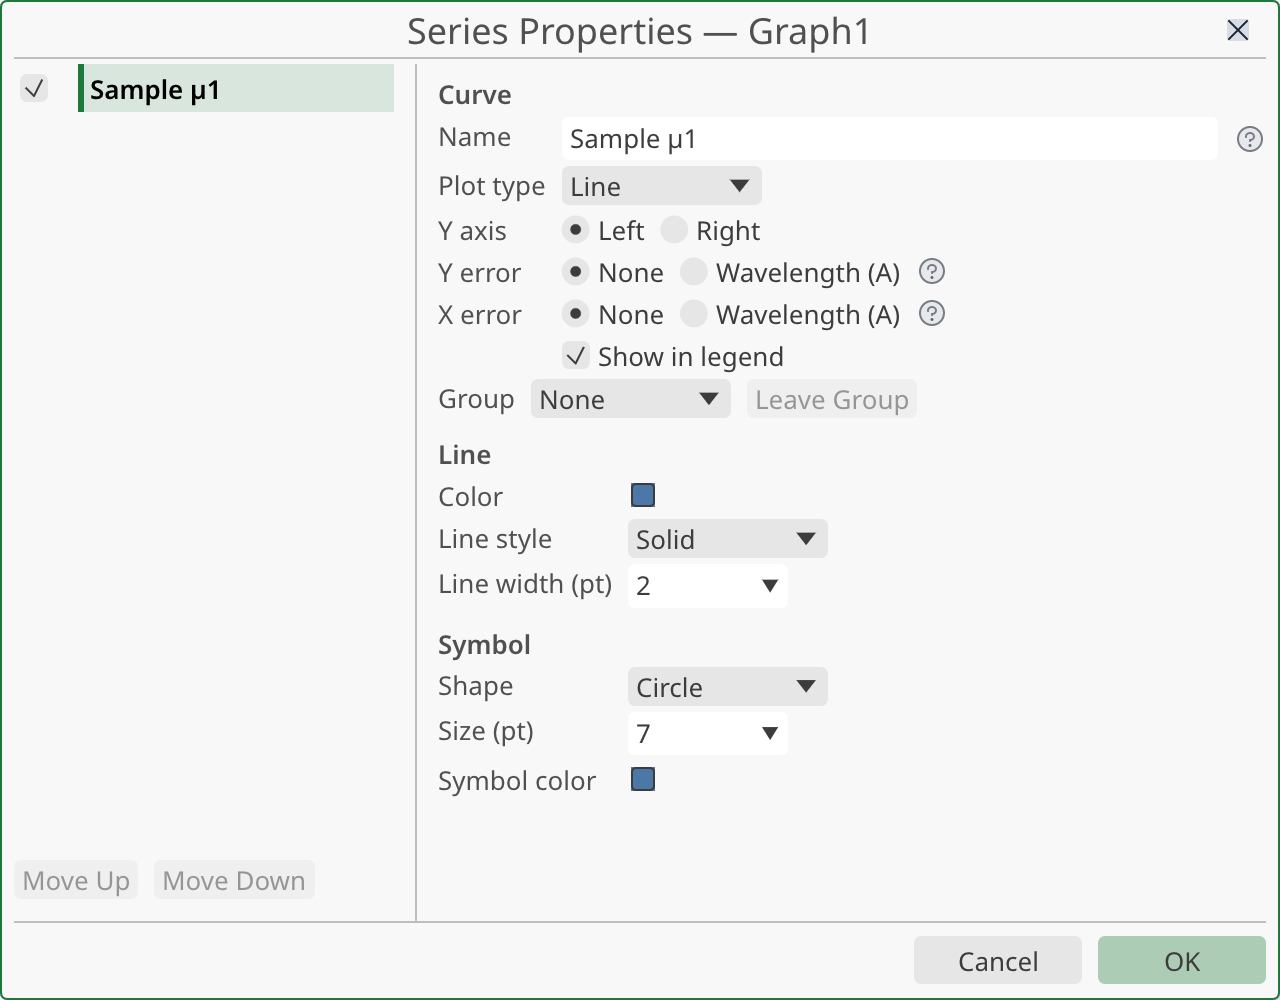 Series Properties — Graph1
Sample µ1
Curve
Name Sample µ1 ?
Plot type Line
Y axis Left Right
Y error None Wavelength (A) ?
X error None Wavelength (A) ?
Show in legend
Group None Leave Group
Line
Color
Line style Solid
Line width (pt) 2
Symbol
Shape Circle
Size (pt) 7
Symbol color
Move Up Move Down
Cancel OK